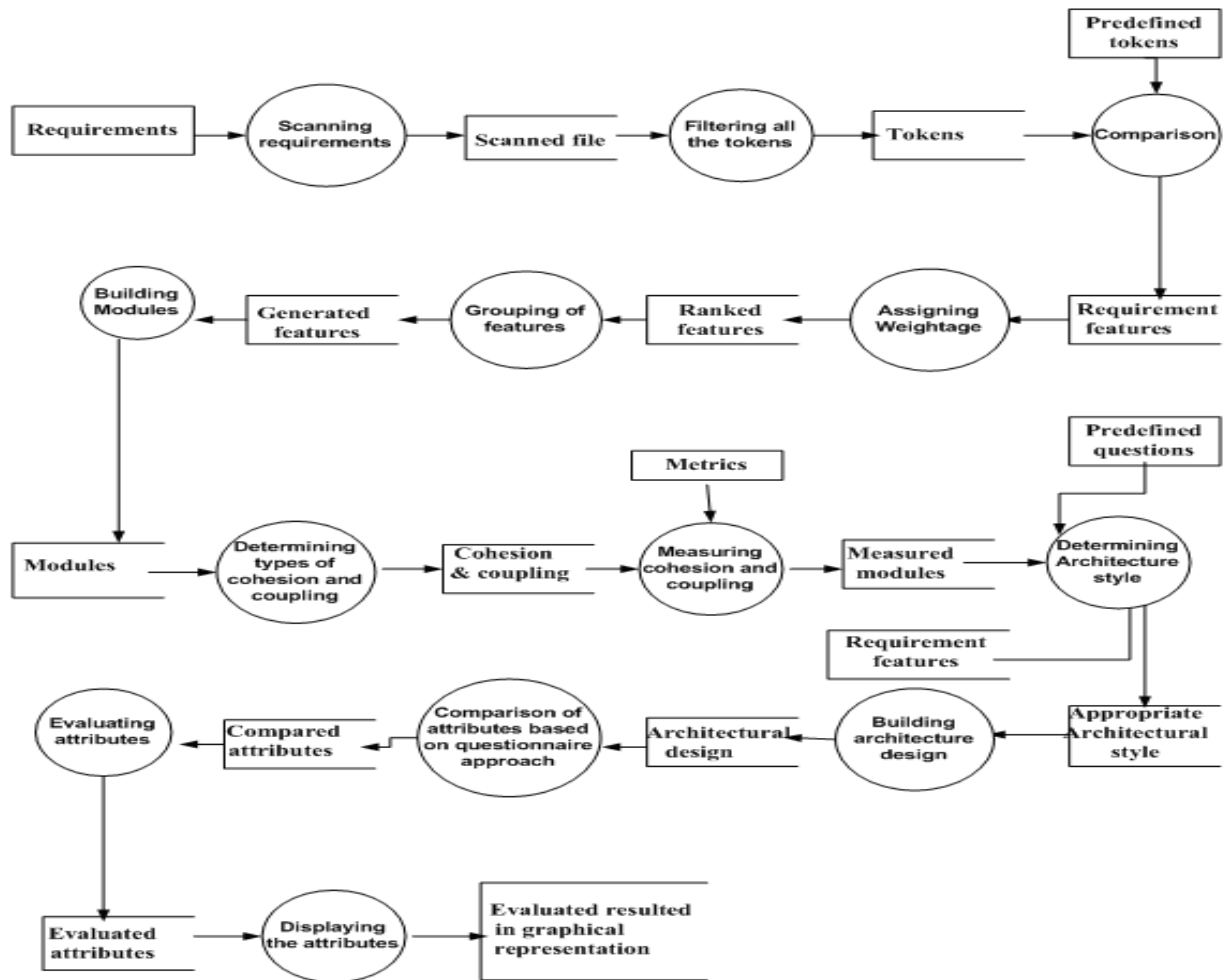 Predefined
tokens
Requirements
Scanning
requirements
Scanned file
Filtering all
the tokens
Tokens
Comparison
Building
Modules
Generated
features
Grouping of
features
Ranked
features
Assigning
Weightage
Requirement
features
Predefined
questions
Metrics
Modules
Determining
types of
cohesion and
coupling
Cohesion
& coupling
Measuring
cohesion and
coupling
Measured
modules
Determining
Architecture
style
Requirement
features
Evaluating
attributes
Compared
attributes
Comparison of
attributes based
on questionnaire
approach
Architectural
design
Building
architecture
design
Appropriate
Architectural
style
Evaluated
attributes
Displaying
the attributes
Evaluated resulted
in graphical
representation